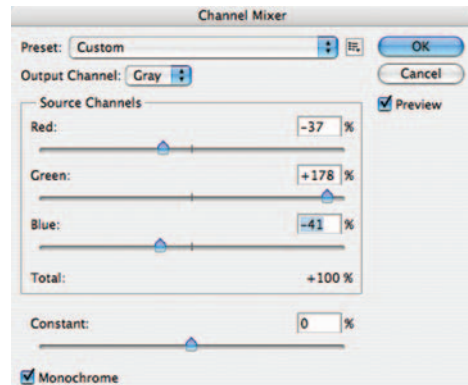 Channel Mixer
Preset: Custom
OK
Output Channel: Gray
Cancel
Source Channels
Preview
Red: -37 %
Green: +178 %
Blue: -41 %
Total: +100 %
Constant: 0 %
Monochrome